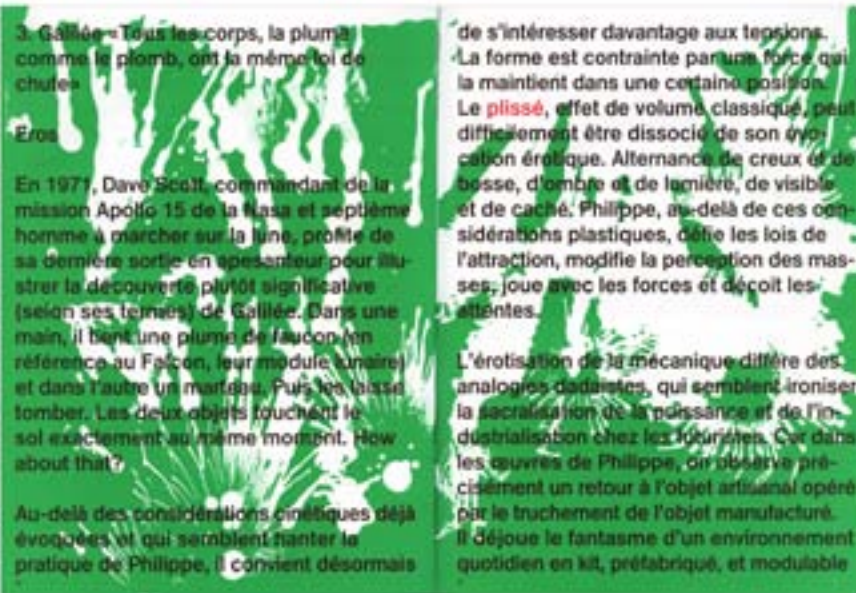 3. Galilée «Tous les corps, la plume
comme le plomb, ont la même loi de
chute»
Eros
En 1971, Dave Scott, commandant de la
mission Apollo 15 de la Nasa et septième
homme à marcher sur la lune, profite de
sa dernière sortie en apesanteur pour illu-
strer la découverte plutôt significative
(selon ses termes) de Galilée. Dans une
main, il tient une plume de faucon (en
référence au Falcon, leur module lunaire)
et dans l'autre un marteau. Puis les laisse
tomber. Les deux objets touchent le
sol exactement au même moment. How
about that?
Au-delà des considérations cinétiques déjà
évoquées et qui semblent hanter la
pratique de Philippe, il convient désormais
de s'intéresser davantage aux tensions.
La forme est contrainte par une force qui
la maintient dans une certaine position.
Le plissé, effet de volume classique, peut
difficilement être dissocié de son évo-
cation érotique. Alternance de creux et de
bosse, d'ombre et de lumière, de visible
et de caché. Philippe, au-delà de ces con-
sidérations plastiques, défie les lois de
l'attraction, modifie la perception des mas-
ses, joue avec les forces et déçoit les
attentes.
L'érotisation de la mécanique diffère des
analogies dadaïstes, qui semblent ironiser
la sacralisation de la puissance et de l'in-
dustrialisation chez les futuristes. Car dans
les œuvres de Philippe, on observe pré-
cisément un retour à l'objet artisanal opéré
par le truchement de l'objet manufacturé.
Il déjoue le fantasme d'un environnement
quotidien en kit, préfabriqué, et modulable